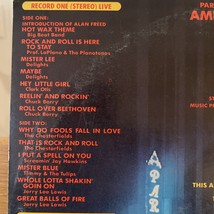 RECORD ONE (STEREO) LIVE
SIDE ONE:
INTRODUCTION OF ALAN FREED
HOT WAX THEME
Big Beat Band
ROCK AND ROLL IS HERE
TO STAY
Prof. LaPlano & The Planotones
MISTER LEE
Delights
MAYBE
Delights
HEY LITTLE GIRL
Clark Otis
REELIN' AND ROCKIN'
Chuck Berry
ROLL OVER BEETHOVEN
Chuck Berry
SIDE TWO:
WHY DO FOOLS FALL IN LOVE
The Chesterfields
THAT IS ROCK AND ROLL
The Chesterfields
I PUT A SPELL ON YOU
Screamin' Jay Hawkins
MISTER BLUE
Timmy & The Tulips
WHOLE LOTTA SHAKIN'
GOIN ON
Jerry Lee Lewis
GREAT BALLS OF FIRE
Jerry Lee Lewis
PAR
AM
MUSIC P
THIS A